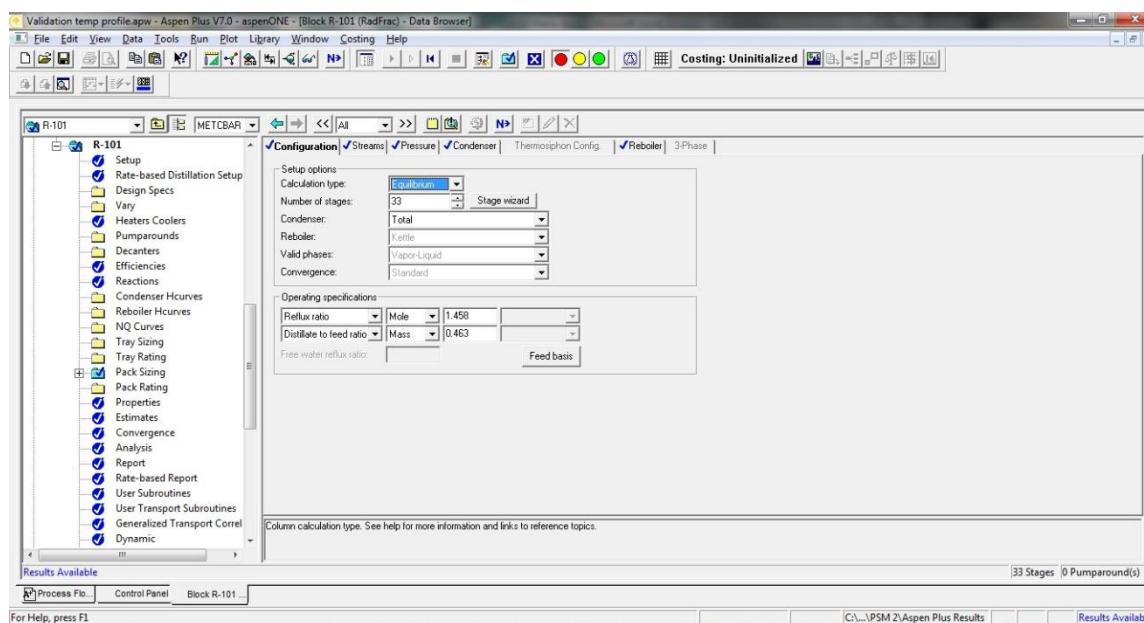 Validation temp profile.apw - Aspen Plus V7.0 - aspenONE - [Block R-101 (RadFrac) - Data Browser]
File Edit View Data Tools Run Plot Library Window Costing Help
N> Costing: Uninitialized
R-101 METCBAR << All >> N>
R-101
Setup
Rate-based Distillation Setup
Design Specs
Vary
Heaters Coolers
Pumparounds
Decanters
Efficiencies
Reactions
Condenser Hcurves
Reboiler Hcurves
NQ Curves
Tray Sizing
Tray Rating
Pack Sizing
Pack Rating
Properties
Estimates
Convergence
Analysis
Report
Rate-based Report
User Subroutines
User Transport Subroutines
Generalized Transport Correl
Dynamic
Configuration Streams Pressure Condenser Thermosiphon Config. Reboiler 3-Phase
Setup options
Calculation type: Equilibrium
Number of stages: 33 Stage wizard
Condenser: Total
Reboiler: Kettle
Valid phases: Vapor-Liquid
Convergence: Standard
Operating specifications
Reflux ratio Mole 1.458
Distillate to feed ratio Mass 0.463
Free water reflux ratio: Feed basis
Column calculation type. See help for more information and links to reference topics.
Results Available 33 Stages 0 Pumparound(s)
Process Flo... Control Panel Block R-101 ...
For Help, press F1 C:\...\PSM 2\Aspen Plus Results Results Availab